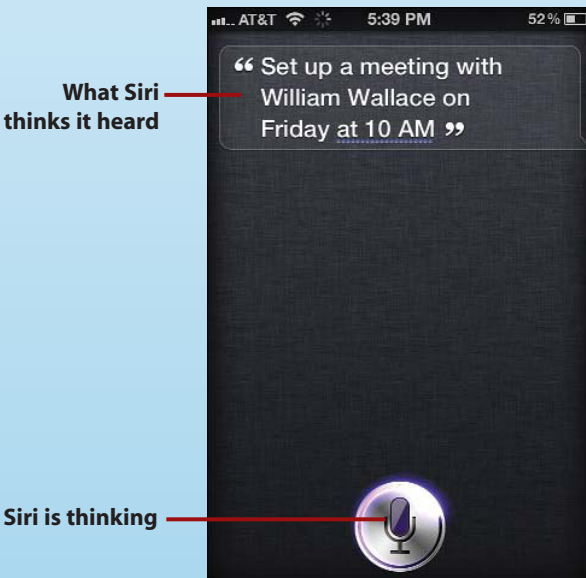 AT&T 5:39 PM 52%
“ Set up a meeting with
William Wallace on
Friday at 10 AM ”
What Siri
thinks it heard
Siri is thinking